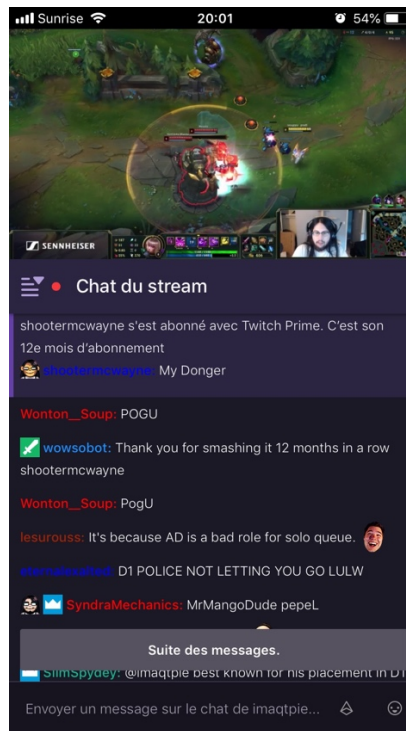 Sunrise 20:01 54%
SENNHEISER
Chat du stream
shootermcwayne s'est abonné avec Twitch Prime. C'est son
12e mois d'abonnement
shootermcwayne: My Donger
Wonton__Soup: POGU
wowsobot: Thank you for smashing it 12 months in a row
shootermcwayne
Wonton__Soup: PogU
lesurouss: It's because AD is a bad role for solo queue.
D1 POLICE NOT LETTING YOU GO LULW
SyndraMechanics: MrMangoDude pepeL
Suite des messages.
SlimSpydey: @imaqtpie best known for his placement in D1
Envoyer un message sur le chat de imaqtpie...